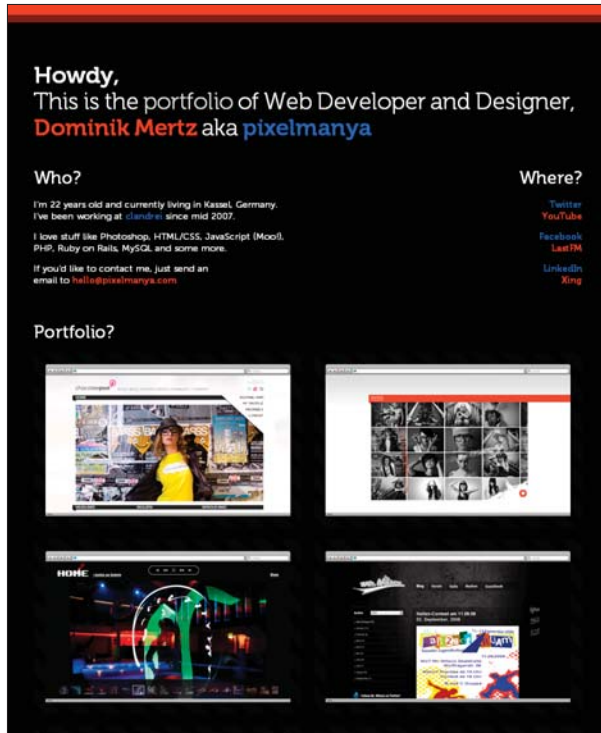 Howdy,
This is the portfolio of Web Developer and Designer,
Dominik Mertz aka pixelmanya
Who?
I'm 22 years old and currently living in Kassel, Germany.
I've been working at clandrei since mid 2007.
I love stuff like Photoshop, HTML/CSS, JavaScript (Moo!),
PHP, Ruby on Rails, MySQL and some more.
If you'd like to contact me, just send an
email to hello@pixelmanya.com
Where?
Twitter
YouTube
Facebook
LastFM
LinkedIn
Xing
Portfolio?
HOME